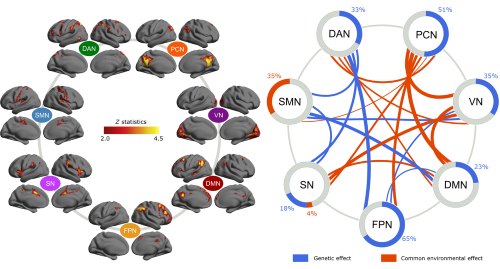 DAN
PCN
SMN
VN
Z statistics
2.0
4.5
SN
DMN
FPN
33%
51%
DAN
PCN
35%
35%
SMN
VN
23%
SN
DMN
18%
4%
FPN
65%
Genetic effect
Common environmental effect